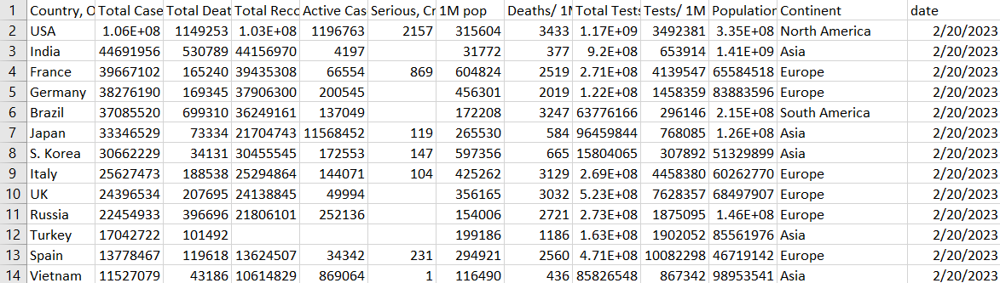 1 Country, O Total Case Total Deat Total Reco Active Cas Serious, Cr 1M pop Deaths/ 1M Total Tests Tests/ 1M Population Continent date
2 USA 1.06E+08 1149253 1.03E+08 1196763 2157 315604 3433 1.17E+09 3492381 3.35E+08 North America 2/20/2023
3 India 44691956 530789 44156970 4197 31772 377 9.2E+08 653914 1.41E+09 Asia 2/20/2023
4 France 39667102 165240 39435308 66554 869 604824 2519 2.71E+08 4139547 65584518 Europe 2/20/2023
5 Germany 38276190 169345 37906300 200545 456301 2019 1.22E+08 1458359 83883596 Europe 2/20/2023
6 Brazil 37085520 699310 36249161 137049 172208 3247 63776166 296146 2.15E+08 South America 2/20/2023
7 Japan 33346529 73334 21704743 11568452 119 265530 584 96459844 768085 1.26E+08 Asia 2/20/2023
8 S. Korea 30662229 34131 30455545 172553 147 597356 665 15804065 307892 51329899 Asia 2/20/2023
9 Italy 25627473 188538 25294864 144071 104 425262 3129 2.69E+08 4458380 60262770 Europe 2/20/2023
10 UK 24396534 207695 24138845 49994 356165 3032 5.23E+08 7628357 68497907 Europe 2/20/2023
11 Russia 22454933 396696 21806101 252136 154006 2721 2.73E+08 1875095 1.46E+08 Europe 2/20/2023
12 Turkey 17042722 101492 199186 1186 1.63E+08 1902052 85561976 Asia 2/20/2023
13 Spain 13778467 119618 13624507 34342 231 294921 2560 4.71E+08 10082298 46719142 Europe 2/20/2023
14 Vietnam 11527079 43186 10614829 869064 1 116490 436 85826548 867342 98953541 Asia 2/20/2023